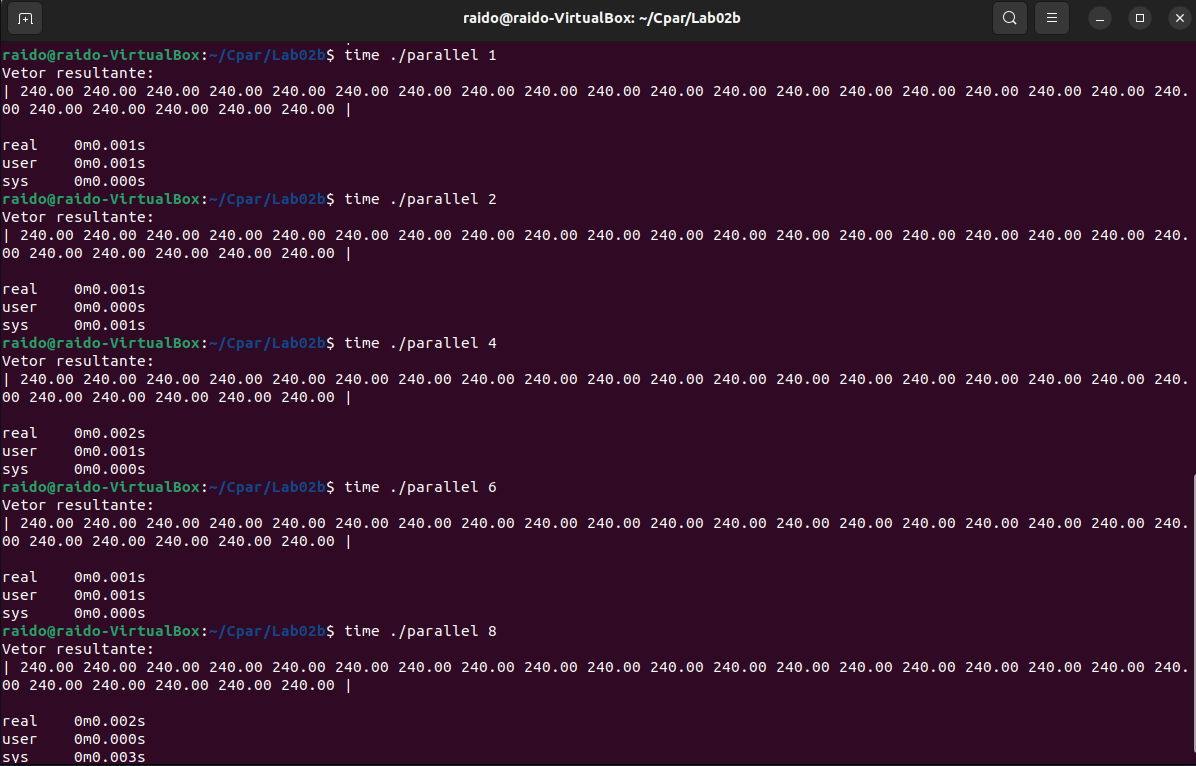 raido@raido-VirtualBox: ~/Cpar/Lab02b
raido@raido-VirtualBox:~/Cpar/Lab02b$ time ./parallel 1
Vetor resultante:
| 240.00 240.00 240.00 240.00 240.00 240.00 240.00 240.00 240.00 240.00 240.00 240.00 240.00 240.00 240.00 240.00 240.00 240.00 240.
00 240.00 240.00 240.00 240.00 240.00 |
real    0m0.001s
user    0m0.001s
sys     0m0.000s
raido@raido-VirtualBox:~/Cpar/Lab02b$ time ./parallel 2
Vetor resultante:
| 240.00 240.00 240.00 240.00 240.00 240.00 240.00 240.00 240.00 240.00 240.00 240.00 240.00 240.00 240.00 240.00 240.00 240.00 240.
00 240.00 240.00 240.00 240.00 240.00 |
real    0m0.001s
user    0m0.000s
sys     0m0.001s
raido@raido-VirtualBox:~/Cpar/Lab02b$ time ./parallel 4
Vetor resultante:
| 240.00 240.00 240.00 240.00 240.00 240.00 240.00 240.00 240.00 240.00 240.00 240.00 240.00 240.00 240.00 240.00 240.00 240.00 240.
00 240.00 240.00 240.00 240.00 240.00 |
real    0m0.002s
user    0m0.001s
sys     0m0.000s
raido@raido-VirtualBox:~/Cpar/Lab02b$ time ./parallel 6
Vetor resultante:
| 240.00 240.00 240.00 240.00 240.00 240.00 240.00 240.00 240.00 240.00 240.00 240.00 240.00 240.00 240.00 240.00 240.00 240.00 240.
00 240.00 240.00 240.00 240.00 240.00 |
real    0m0.001s
user    0m0.001s
sys     0m0.000s
raido@raido-VirtualBox:~/Cpar/Lab02b$ time ./parallel 8
Vetor resultante:
| 240.00 240.00 240.00 240.00 240.00 240.00 240.00 240.00 240.00 240.00 240.00 240.00 240.00 240.00 240.00 240.00 240.00 240.00 240.
00 240.00 240.00 240.00 240.00 240.00 |
real    0m0.002s
user    0m0.000s
sys     0m0.003s